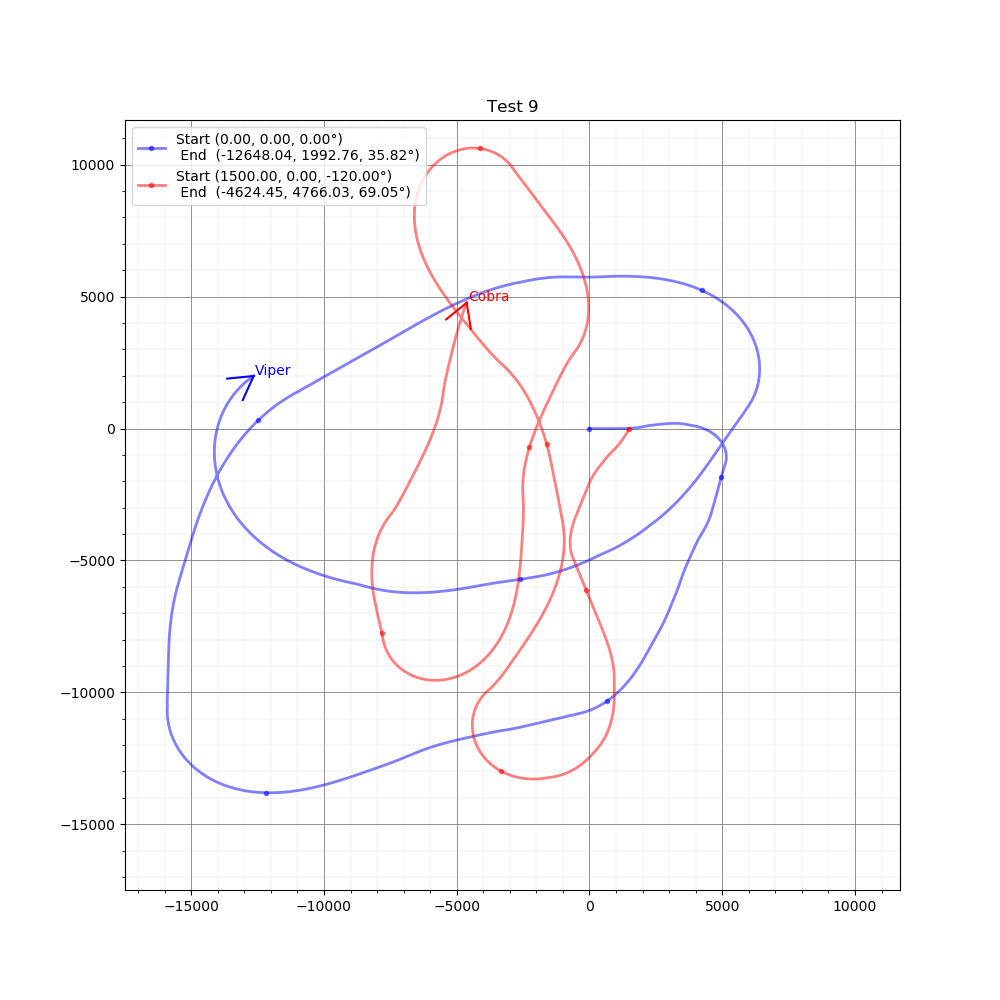 Test 9
Start (0.00, 0.00, 0.00°)
End  (-12648.04, 1992.76, 35.82°)
Start (1500.00, 0.00, -120.00°)
End  (-4624.45, 4766.03, 69.05°)
10000
5000
0
−5000
−10000
−15000
Cobra
Viper
−15000 −10000 −5000 0 5000 10000